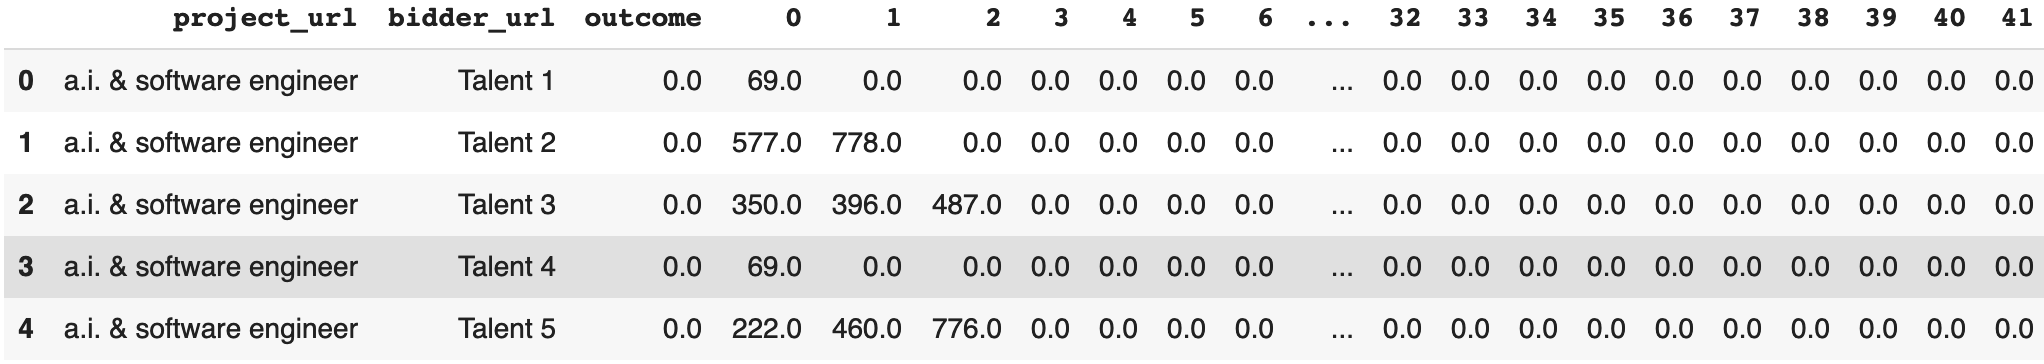 project_url bidder_url outcome 0 1 2 3 4 5 6 ... 32 33 34 35 36 37 38 39 40 41
0 a.i. & software engineer Talent 1 0.0 69.0 0.0 0.0 0.0 0.0 0.0 0.0 ... 0.0 0.0 0.0 0.0 0.0 0.0 0.0 0.0 0.0 0.0
1 a.i. & software engineer Talent 2 0.0 577.0 778.0 0.0 0.0 0.0 0.0 0.0 ... 0.0 0.0 0.0 0.0 0.0 0.0 0.0 0.0 0.0 0.0
2 a.i. & software engineer Talent 3 0.0 350.0 396.0 487.0 0.0 0.0 0.0 0.0 ... 0.0 0.0 0.0 0.0 0.0 0.0 0.0 0.0 0.0 0.0
3 a.i. & software engineer Talent 4 0.0 69.0 0.0 0.0 0.0 0.0 0.0 0.0 ... 0.0 0.0 0.0 0.0 0.0 0.0 0.0 0.0 0.0 0.0
4 a.i. & software engineer Talent 5 0.0 222.0 460.0 776.0 0.0 0.0 0.0 0.0 ... 0.0 0.0 0.0 0.0 0.0 0.0 0.0 0.0 0.0 0.0